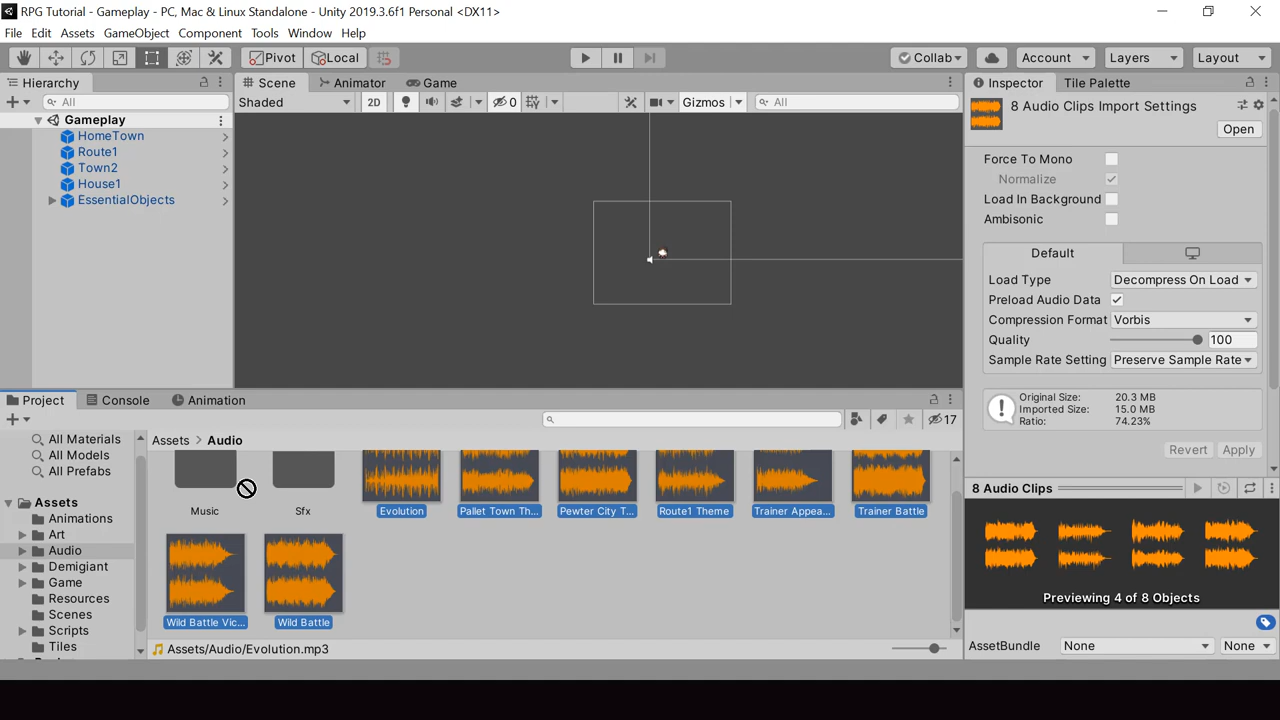 RPG Tutorial - Gameplay - PC, Mac & Linux Standalone - Unity 2019.3.6f1 Personal <DX11>
File Edit Assets GameObject Component Tools Window Help
Pivot Local Collab Account Layers Layout
Hierarchy Scene Animator Game Inspector Tile Palette
All Shaded 2D 0 Gizmos All 8 Audio Clips Import Settings
Gameplay
Open
HomeTown
Route1
Town2
House1
EssentialObjects
Force To Mono
Normalize
Load In Background
Ambisonic
Default
Load Type Decompress On Load
Preload Audio Data
Compression Format Vorbis
Quality 100
Sample Rate Setting Preserve Sample Rate
Original Size: 20.3 MB
Imported Size: 15.0 MB
Ratio: 74.23%
Revert Apply
Project Console Animation
17
All Materials
All Models
All Prefabs
Assets
Animations
Art
Audio
Demigiant
Game
Resources
Scenes
Scripts
Tiles
Assets > Audio
Music Sfx Evolution Pallet Town Th... Pewter City T... Route1 Theme Trainer Appea... Trainer Battle
Wild Battle Vic... Wild Battle
Assets/Audio/Evolution.mp3
8 Audio Clips
Previewing 4 of 8 Objects
AssetBundle None None